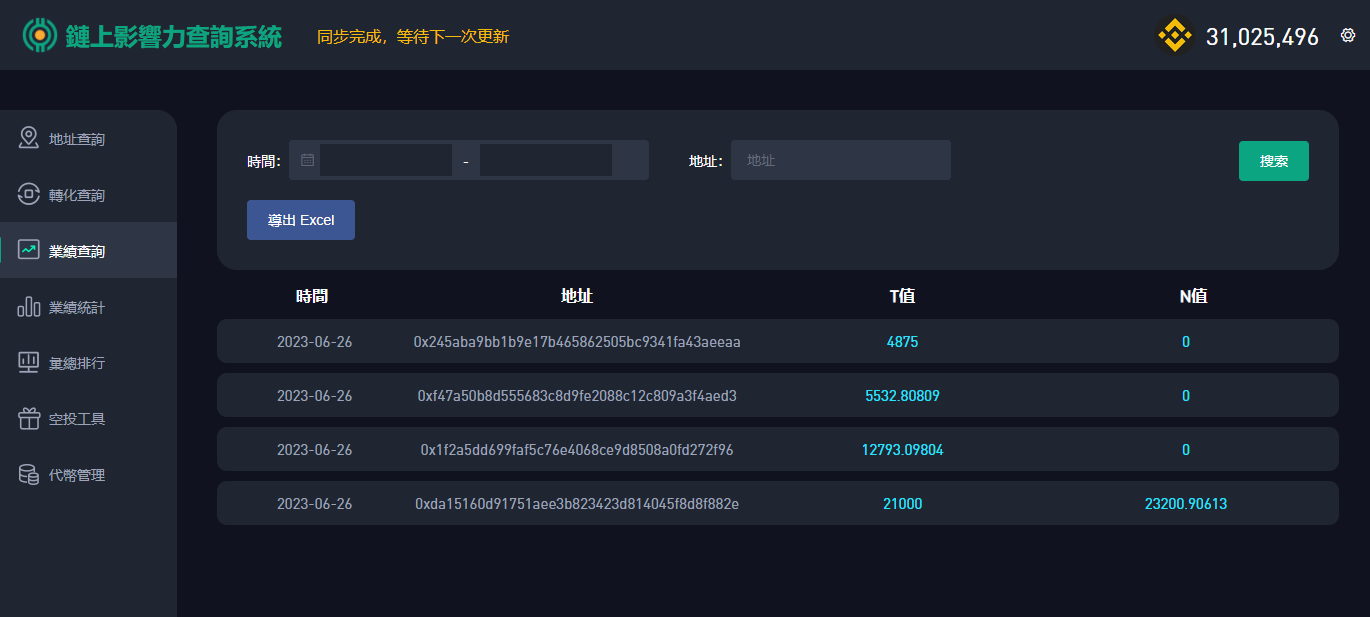 鏈上影響力查詢系統 同步完成，等待下一次更新 31,025,496
地址查詢
轉化查詢
業績查詢
業績統計
彙總排行
空投工具
代幣管理
時間： - 地址： 地址 搜索
導出 Excel
時間 地址 T值 N值
2023-06-26 0x245aba9bb1b9e17b465862505bc9341fa43aeeaa 4875 0
2023-06-26 0xf47a50b8d555683c8d9fe2088c12c809a3f4aed3 5532.80809 0
2023-06-26 0x1f2a5dd699faf5c76e4068ce9d8508a0fd272f96 12793.09804 0
2023-06-26 0xda15160d91751aee3b823423d814045f8d8f882e 21000 23200.90613